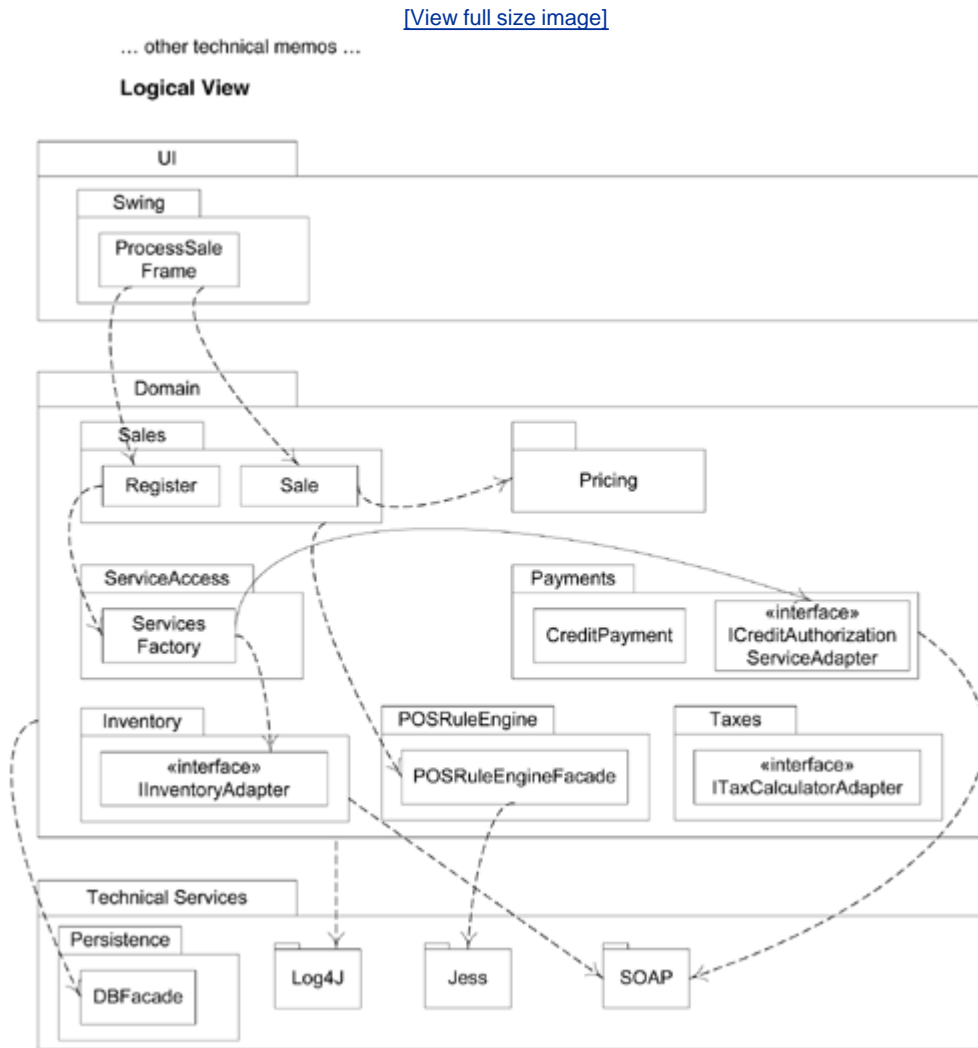 [View full size image]
... other technical memos ...
Logical View
UI
Swing
ProcessSale
Frame
Domain
Sales
Register
Sale
Pricing
ServiceAccess
Services
Factory
Payments
CreditPayment
«interface»
ICreditAuthorization
ServiceAdapter
Inventory
«interface»
IInventoryAdapter
POSRuleEngine
POSRuleEngineFacade
Taxes
«interface»
ITaxCalculatorAdapter
Technical Services
Persistence
DBFacade
Log4J
Jess
SOAP